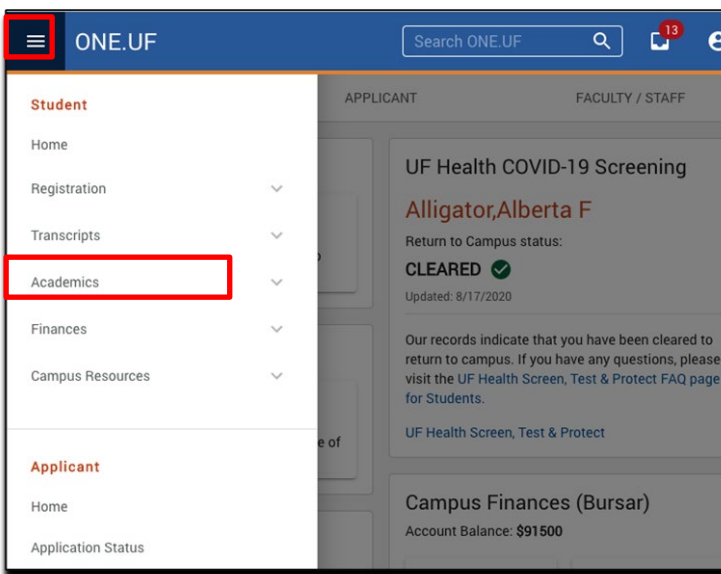 ONE.UF
Search ONE.UF
13
Student
Home
Registration
Transcripts
Academics
Finances
Campus Resources
Applicant
Home
Application Status
APPLICANT
FACULTY / STAFF
e of
UF Health COVID-19 Screening
Alligator,Alberta F
Return to Campus status:
CLEARED
Updated: 8/17/2020
Our records indicate that you have been cleared to
return to campus. If you have any questions, please
visit the UF Health Screen, Test & Protect FAQ page
for Students.
UF Health Screen, Test & Protect
Campus Finances (Bursar)
Account Balance: $91500